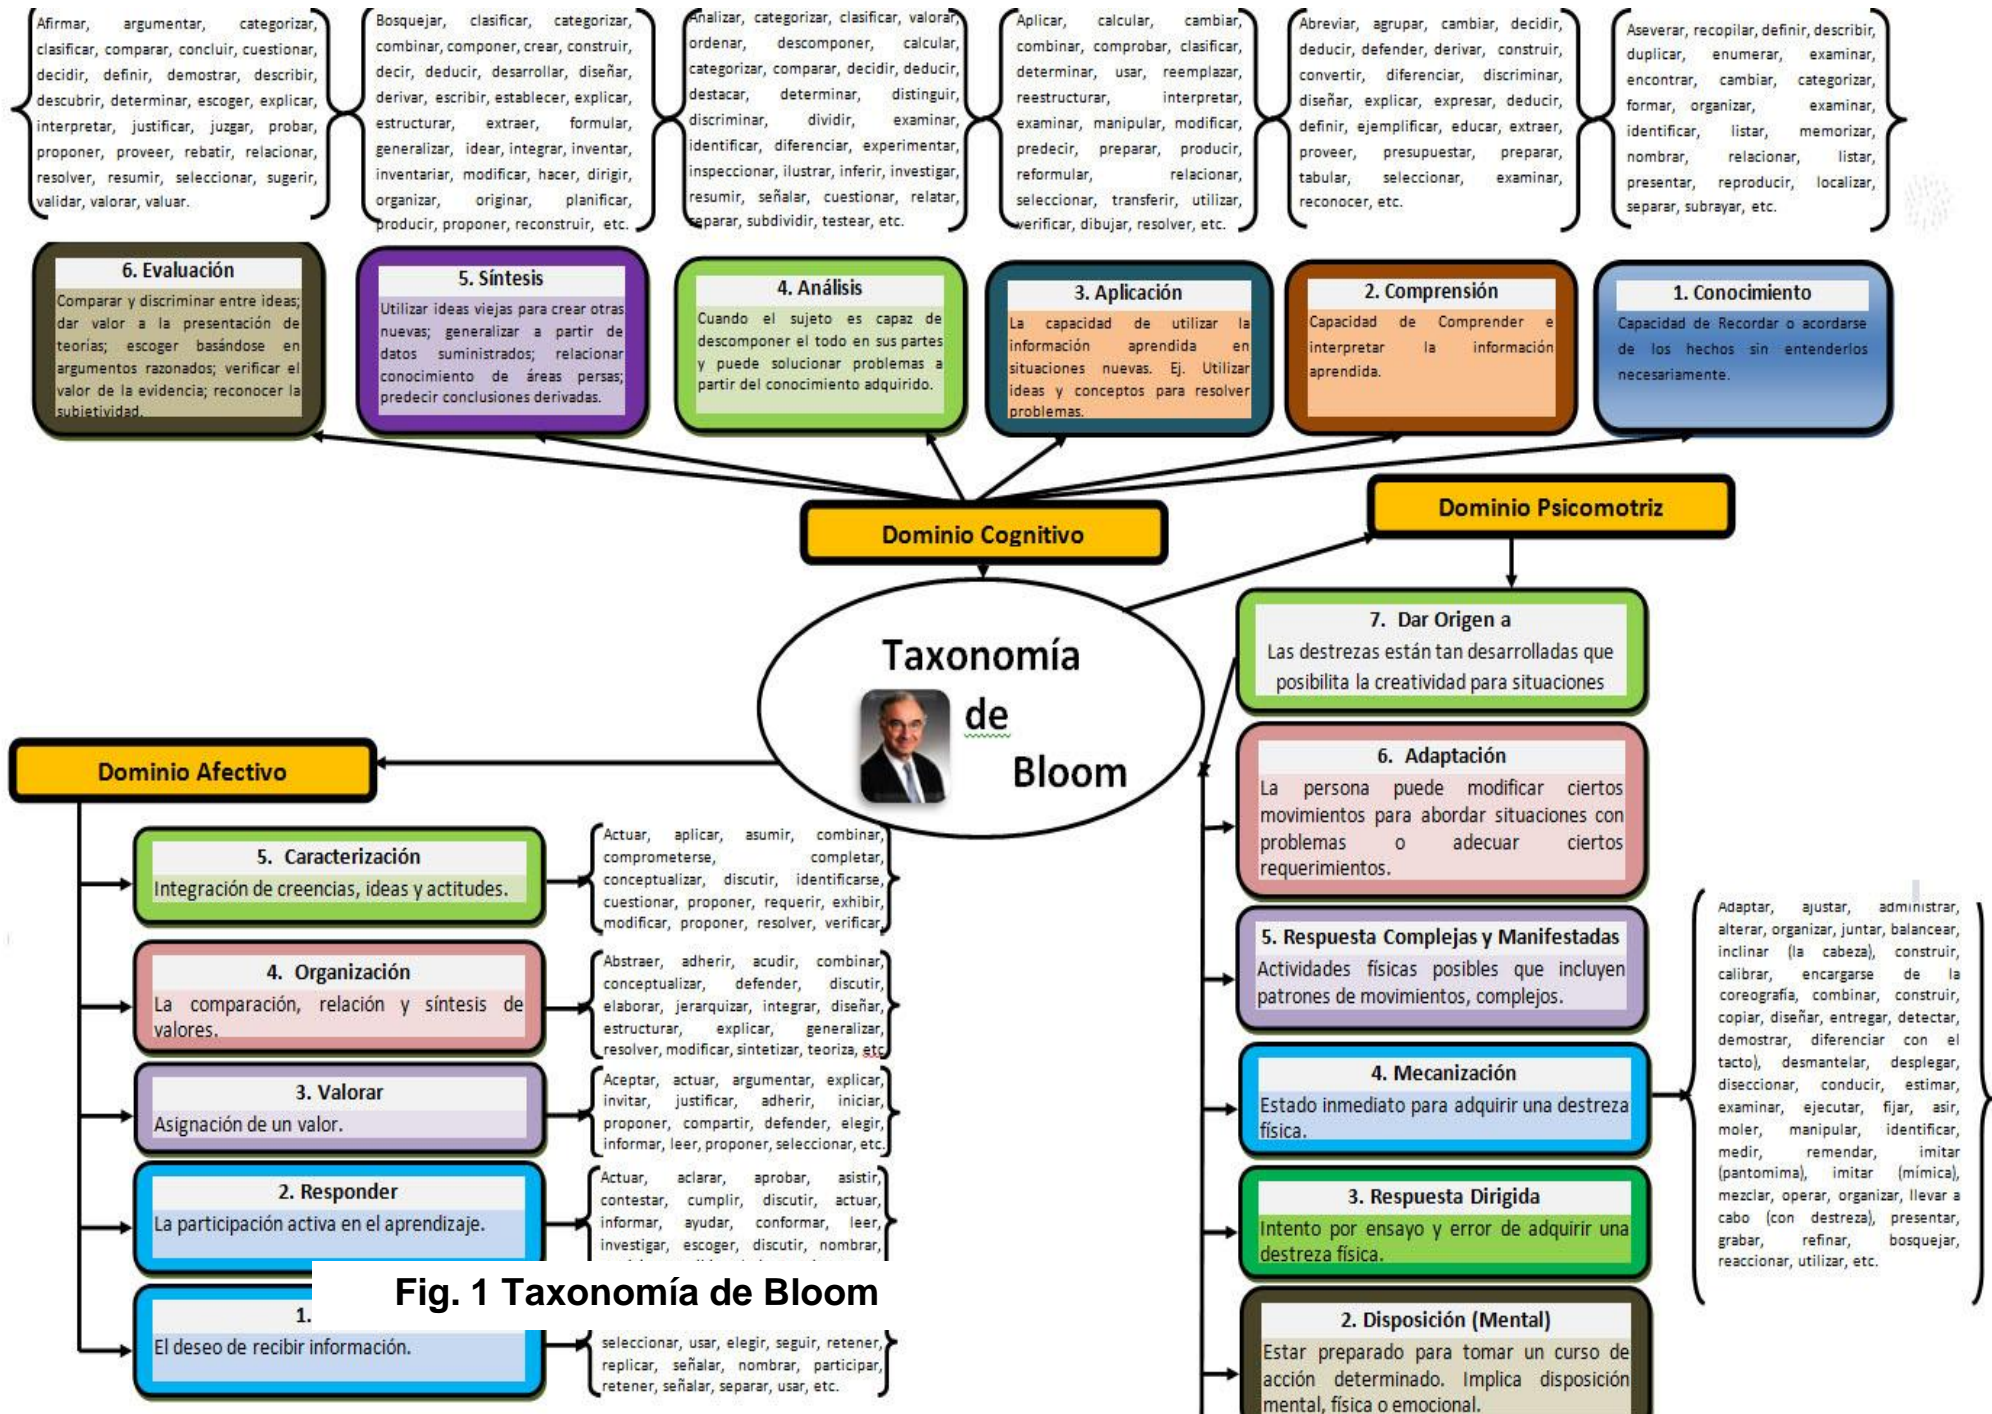 Afirmar, argumentar, categorizar,
clasificar, comparar, concluir, cuestionar,
decidir, definir, demostrar, describir,
descubrir, determinar, escoger, explicar,
interpretar, justificar, juzgar, probar,
proponer, proveer, rebatir, relacionar,
resolver, resumir, seleccionar, sugerir,
validar, valorar, valuar.
Bosquejar, clasificar, categorizar,
combinar, componer, crear, construir,
decir, deducir, desarrollar, diseñar,
derivar, escribir, establecer, explicar,
estructurar, extraer, formular,
generalizar, idear, integrar, inventar,
inventariar, modificar, hacer, dirigir,
organizar, originar, planificar,
producir, proponer, reconstruir, etc.
Analizar, categorizar, clasificar, valorar,
ordenar, descomponer, calcular,
categorizar, comparar, decidir, deducir,
destacar, determinar, distinguir,
discriminar, dividir, examinar,
identificar, diferenciar, experimentar,
inspeccionar, ilustrar, inferir, investigar,
resumir, señalar, cuestionar, relatar,
separar, subdividir, testear, etc.
Aplicar, calcular, cambiar,
combinar, comprobar, clasificar,
determinar, usar, reemplazar,
reestructurar, interpretar,
examinar, manipular, modificar,
predecir, preparar, producir,
reformular, relacionar,
seleccionar, transferir, utilizar,
verificar, dibujar, resolver, etc.
Abreviar, agrupar, cambiar, decidir,
deducir, defender, derivar, construir,
convertir, diferenciar, discriminar,
diseñar, explicar, expresar, deducir,
definir, ejemplificar, educar, extraer,
proveer, presupuestar, preparar,
tabular, seleccionar, examinar,
reconocer, etc.
Aseverar, recopilar, definir, describir,
duplicar, enumerar, examinar,
encontrar, cambiar, categorizar,
formar, organizar, examinar,
identificar, listar, memorizar,
nombrar, relacionar, listar,
presentar, reproducir, localizar,
separar, subrayar, etc.
6. Evaluación
Comparar y discriminar entre ideas;
dar valor a la presentación de
teorías; escoger basándose en
argumentos razonados; verificar el
valor de la evidencia; reconocer la
subjetividad.
5. Síntesis
Utilizar ideas viejas para crear otras
nuevas; generalizar a partir de
datos suministrados; relacionar
conocimiento de áreas persas;
predecir conclusiones derivadas.
4. Análisis
Cuando el sujeto es capaz de
descomponer el todo en sus partes
y puede solucionar problemas a
partir del conocimiento adquirido.
3. Aplicación
La capacidad de utilizar la
información aprendida en
situaciones nuevas. Ej. Utilizar
ideas y conceptos para resolver
problemas.
2. Comprensión
Capacidad de Comprender e
interpretar la información
aprendida.
1. Conocimiento
Capacidad de Recordar o acordarse
de los hechos sin entenderlos
necesariamente.
Dominio Cognitivo
Dominio Psicomotriz
Taxonomía
de
Bloom
Dominio Afectivo
5. Caracterización
Integración de creencias, ideas y actitudes.
Actuar, aplicar, asumir, combinar,
comprometerse, completar,
conceptualizar, discutir, identificarse,
cuestionar, proponer, requerir, exhibir,
modificar, proponer, resolver, verificar,
4. Organización
La comparación, relación y síntesis de
valores.
Abstraer, adherir, acudir, combinar,
conceptualizar, defender, discutir,
elaborar, jerarquizar, integrar, diseñar,
estructurar, explicar, generalizar,
resolver, modificar, sintetizar, teoriza, etc
3. Valorar
Asignación de un valor.
Aceptar, actuar, argumentar, explicar,
invitar, justificar, adherir, iniciar,
proponer, compartir, defender, elegir,
informar, leer, proponer, seleccionar, etc.
2. Responder
La participación activa en el aprendizaje.
Actuar, aclarar, aprobar, asistir,
contestar, cumplir, discutir, actuar,
informar, ayudar, conformar, leer,
investigar, escoger, discutir, nombrar,
Fig. 1 Taxonomía de Bloom
1.
El deseo de recibir información.
seleccionar, usar, elegir, seguir, retener,
replicar, señalar, nombrar, participar,
retener, señalar, separar, usar, etc.
7. Dar Origen a
Las destrezas están tan desarrolladas que
posibilita la creatividad para situaciones
6. Adaptación
La persona puede modificar ciertos
movimientos para abordar situaciones con
problemas o adecuar ciertos
requerimientos.
5. Respuesta Complejas y Manifestadas
Actividades físicas posibles que incluyen
patrones de movimientos, complejos.
4. Mecanización
Estado inmediato para adquirir una destreza
física.
3. Respuesta Dirigida
Intento por ensayo y error de adquirir una
destreza física.
2. Disposición (Mental)
Estar preparado para tomar un curso de
acción determinado. Implica disposición
mental, física o emocional.
Adaptar, ajustar, administrar,
alterar, organizar, juntar, balancear,
inclinar (la cabeza), construir,
calibrar, encargarse de la
coreografía, combinar, construir,
copiar, diseñar, entregar, detectar,
demostrar, diferenciar con el
tacto), desmantelar, desplegar,
diseccionar, conducir, estimar,
examinar, ejecutar, fijar, asir,
moler, manipular, identificar,
medir, remendar, imitar
(pantomima), imitar (mímica),
mezclar, operar, organizar, llevar a
cabo (con destreza), presentar,
grabar, refinar, bosquejar,
reaccionar, utilizar, etc.